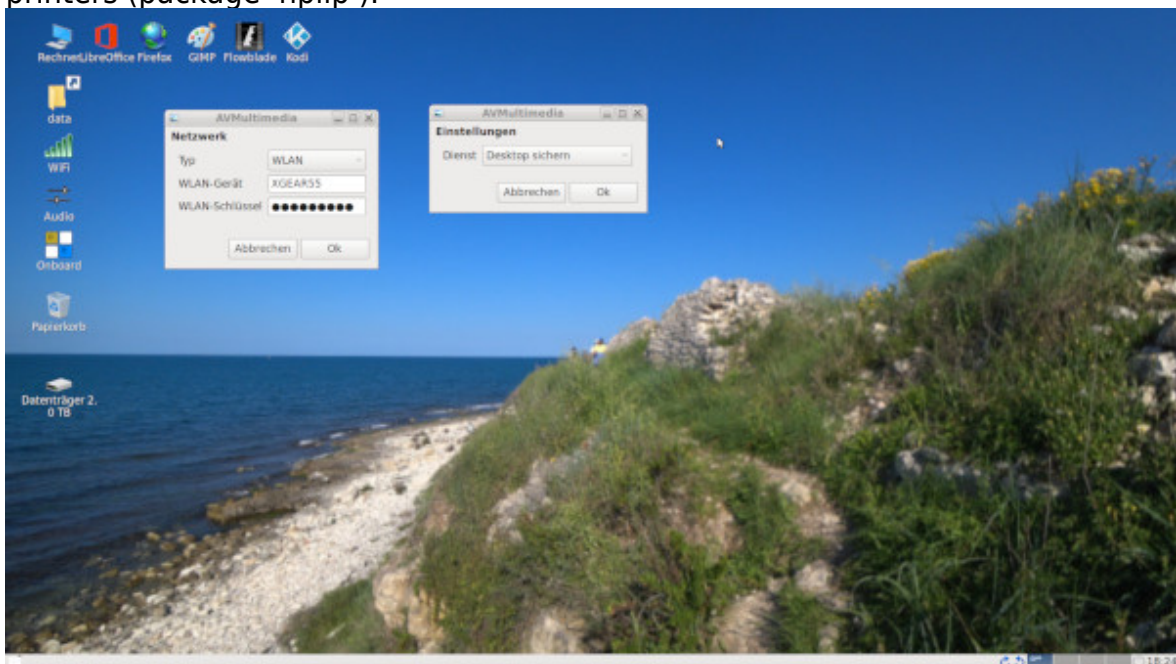 printers (package 'hplip').
Rechner LibreOffice Firefox GIMP Flowblade Kodi
data
WiFi
Audio
Onboard
Papierkorb
Datenträger 2.
0 TB
AVMultimedia
Netzwerk
Typ WLAN
WLAN-Gerät XGEAR55
WLAN-Schlüssel ●●●●●●●●●
Abbrechen Ok
AVMultimedia
Einstellungen
Dienst Desktop sichern
Abbrechen Ok